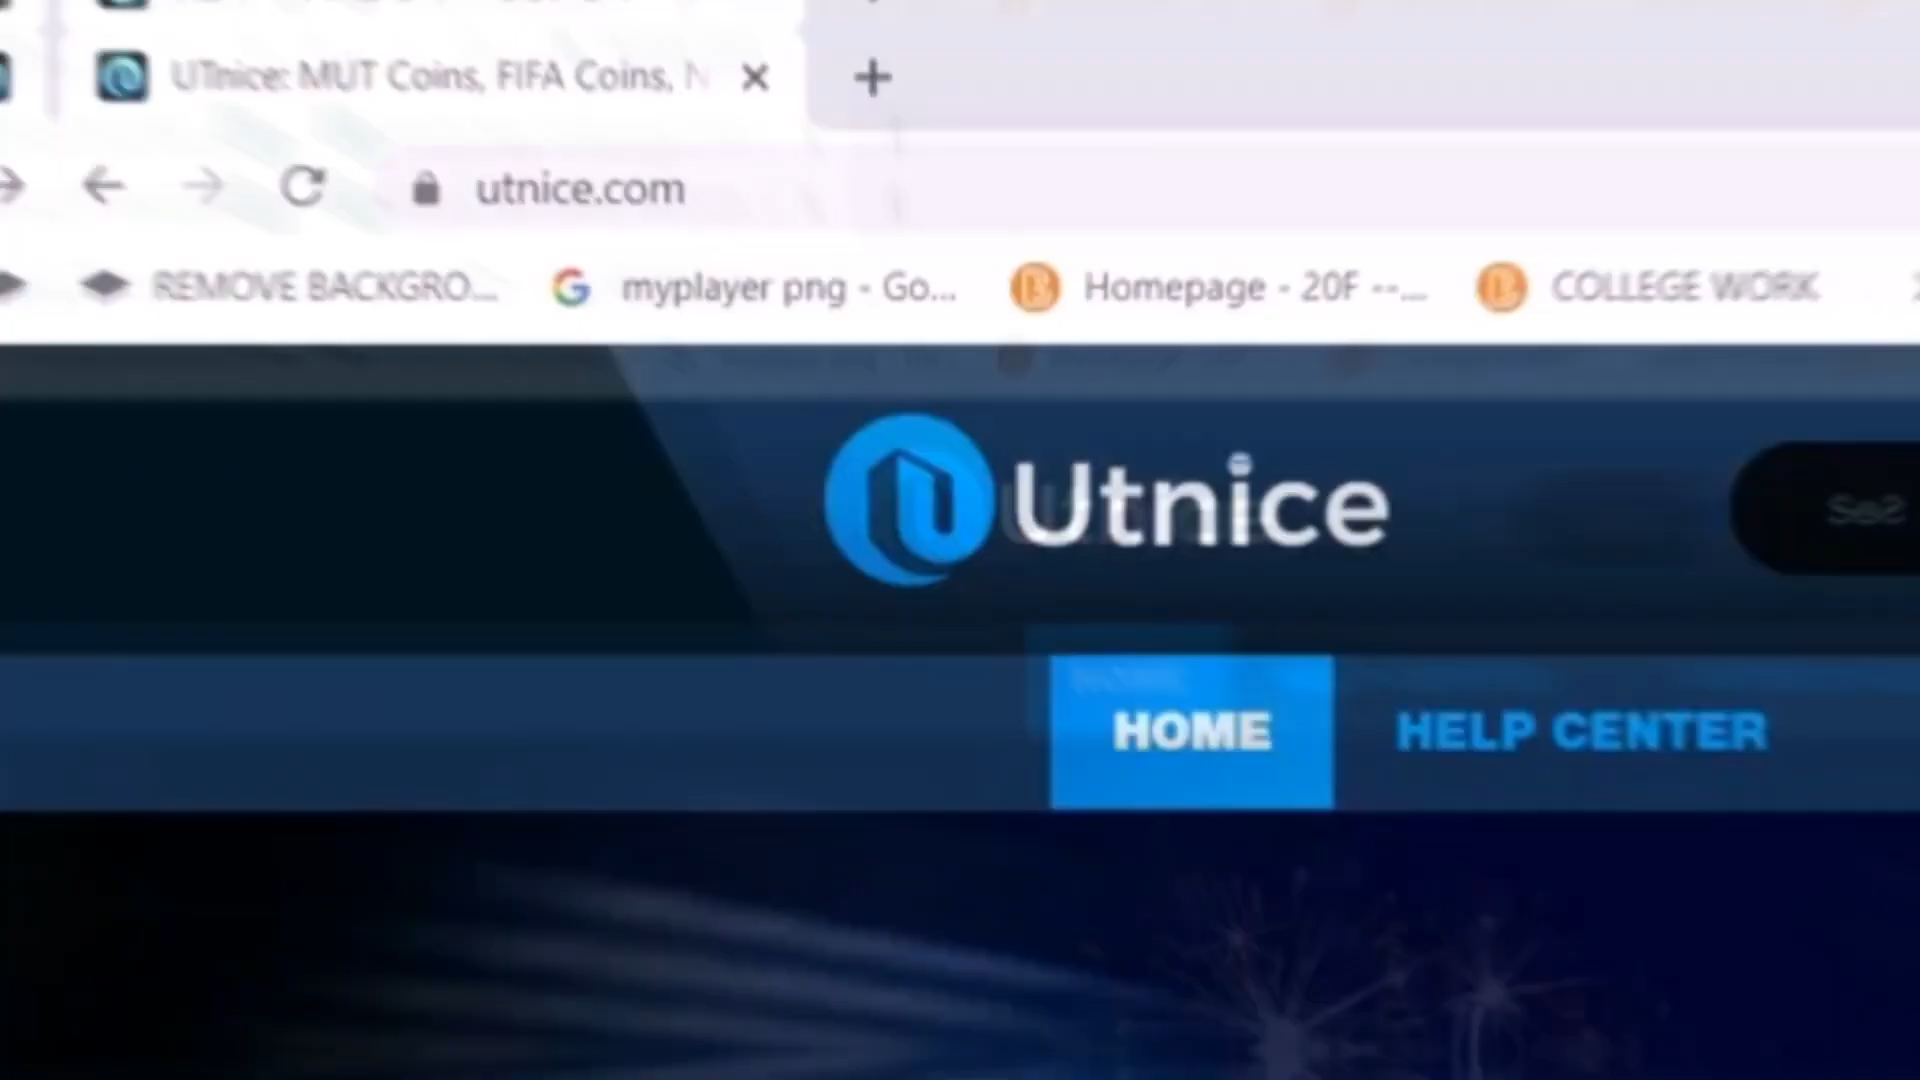 UTnice: MUT Coins, FIFA Coins, N
utnice.com
REMOVE BACKGRO... myplayer png - Go... Homepage - 20F --... COLLEGE WORK
Utnice
HOME HELP CENTER